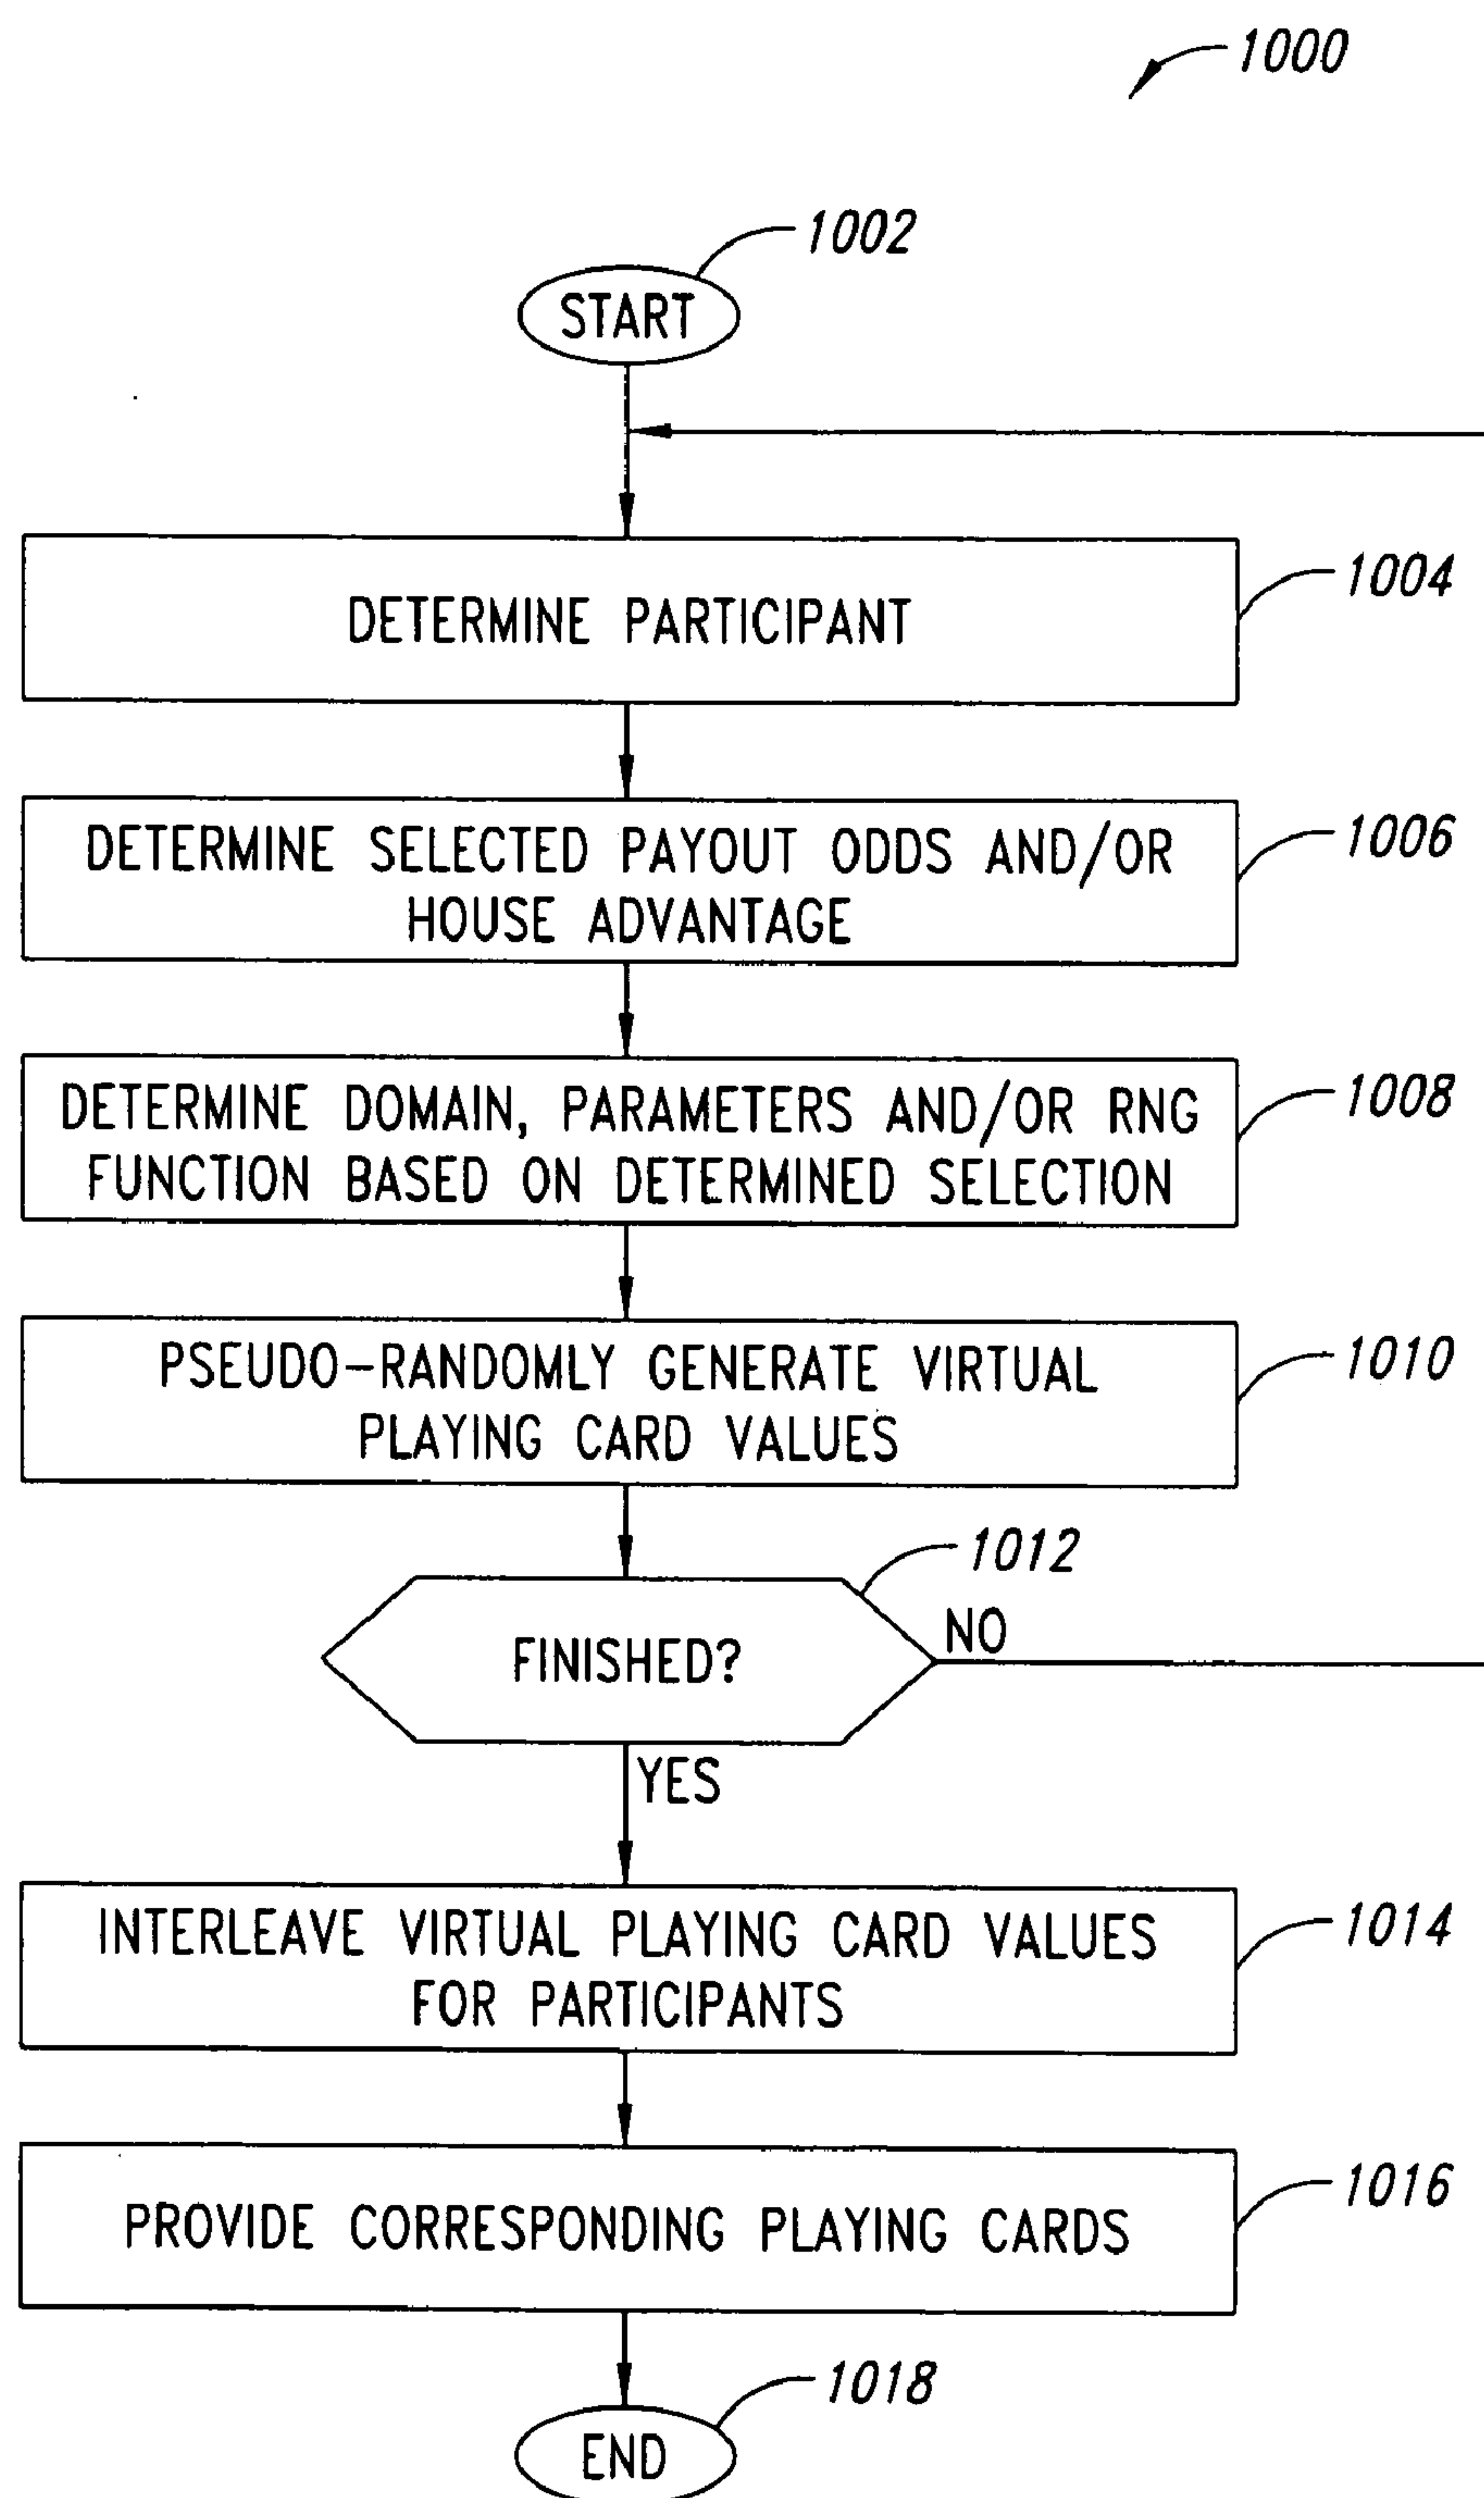 1000
1002
START
DETERMINE PARTICIPANT
1004
DETERMINE SELECTED PAYOUT ODDS AND/OR
HOUSE ADVANTAGE
1006
DETERMINE DOMAIN, PARAMETERS AND/OR RNG
FUNCTION BASED ON DETERMINED SELECTION
1008
PSEUDO-RANDOMLY GENERATE VIRTUAL
PLAYING CARD VALUES
1010
1012
FINISHED?
NO
YES
INTERLEAVE VIRTUAL PLAYING CARD VALUES
FOR PARTICIPANTS
1014
PROVIDE CORRESPONDING PLAYING CARDS
1016
1018
END